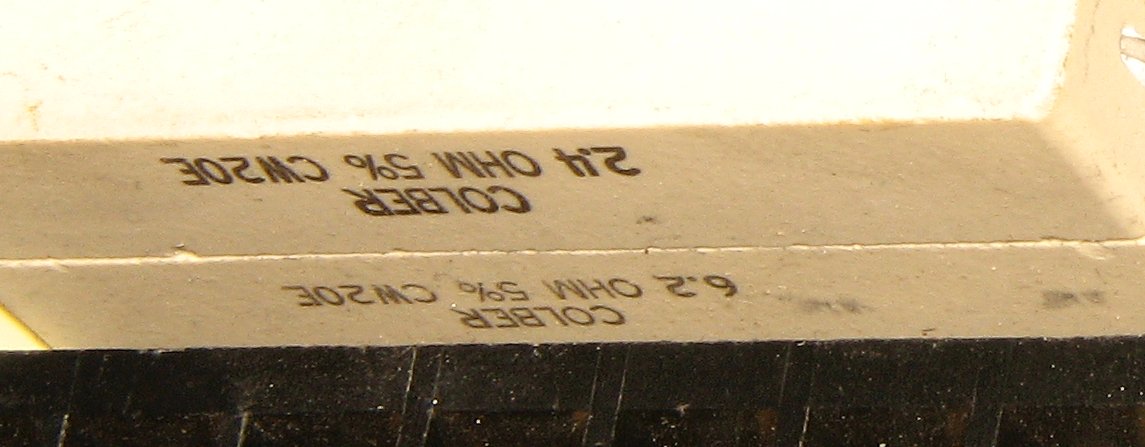 COLBER
6.2 OHM 5% CW20E
COLBER
2.4 OHM 5% CW20E